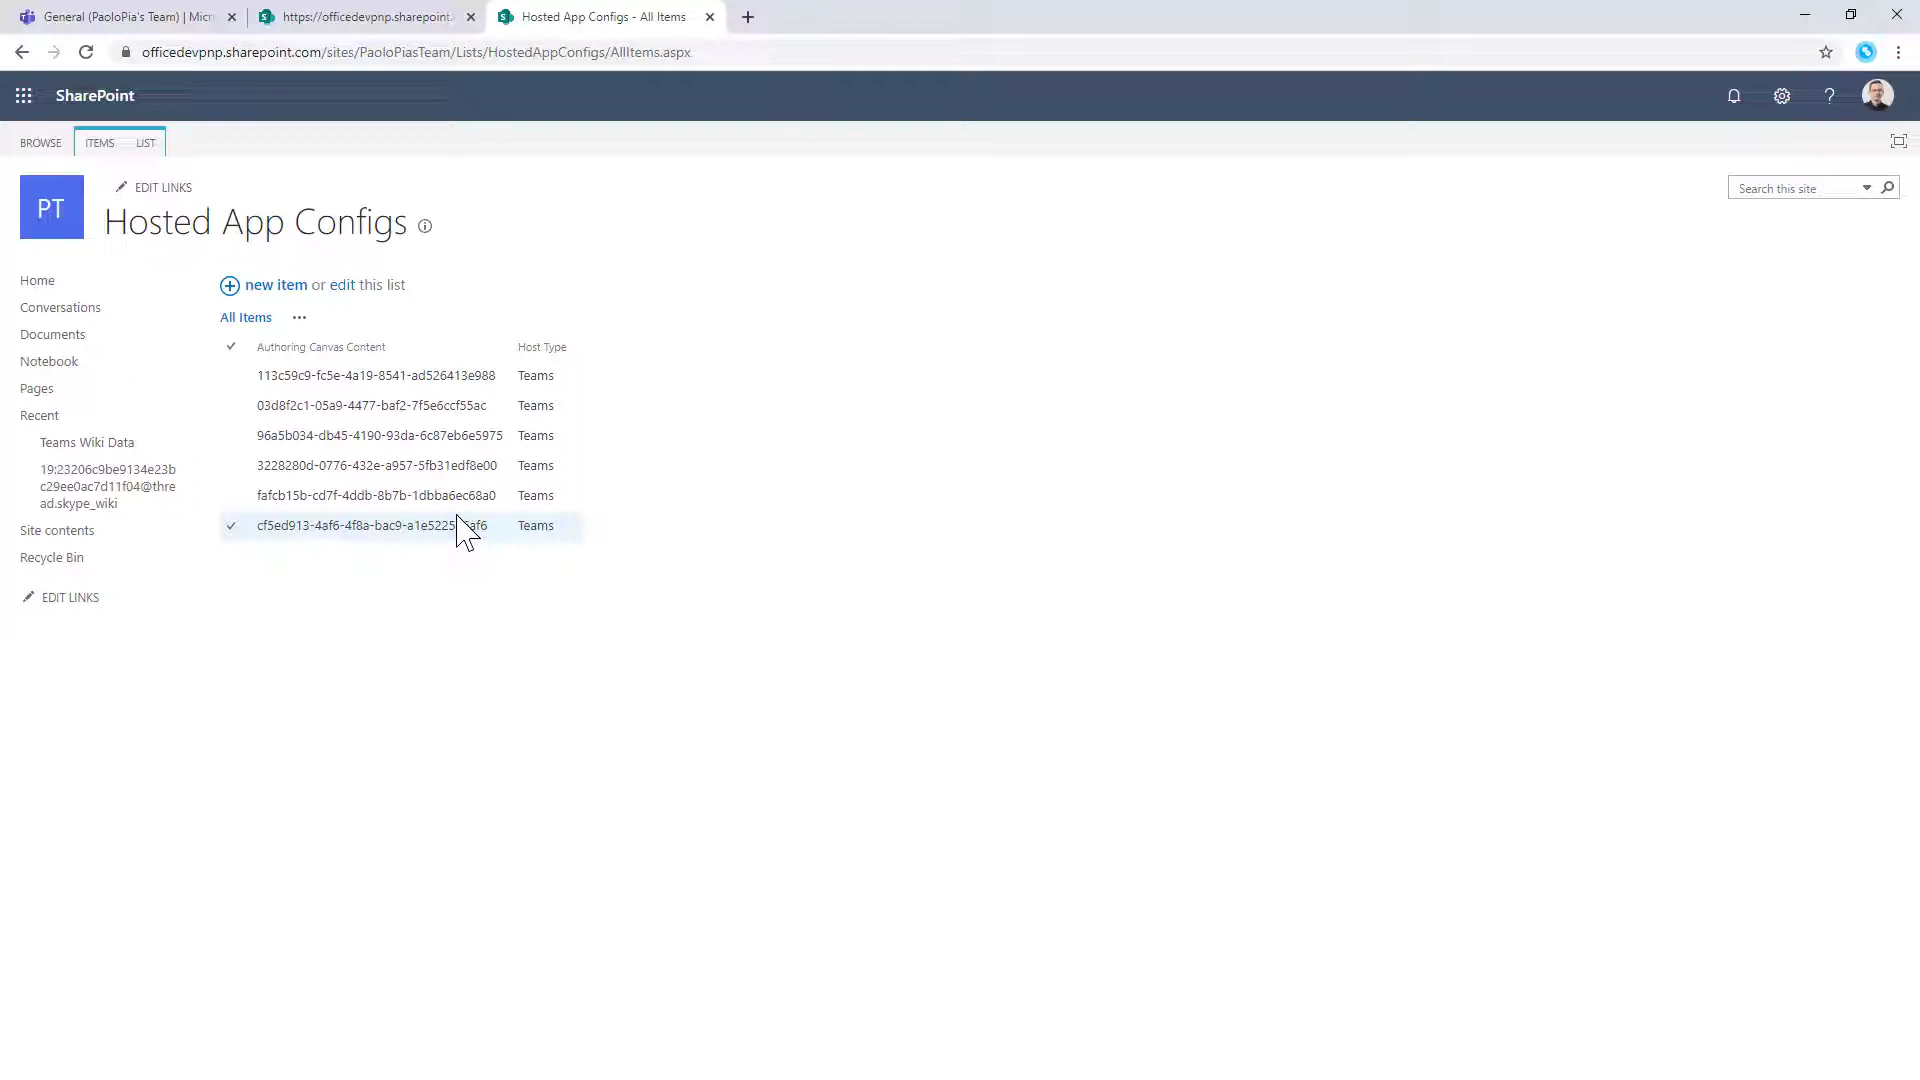 General (PaoloPia's Team) | Micr
https://officedevpnp.sharepoint.
Hosted App Configs - All Items
officedevpnp.sharepoint.com/sites/PaoloPiasTeam/Lists/HostedAppConfigs/AllItems.aspx
SharePoint
BROWSE ITEMS LIST
PT
EDIT LINKS
Search this site
Hosted App Configs
Home
Conversations
Documents
Notebook
Pages
Recent
Teams Wiki Data
19:23206c9be9134e23b
c29ee0ac7d11f04@thre
ad.skype_wiki
Site contents
Recycle Bin
EDIT LINKS
new item or edit this list
All Items ...
Authoring Canvas Content Host Type
113c59c9-fc5e-4a19-8541-ad526413e988 Teams
03d8f2c1-05a9-4477-baf2-7f5e6ccf55ac Teams
96a5b034-db45-4190-93da-6c87eb6e5975 Teams
3228280d-0776-432e-a957-5fb31edf8e00 Teams
fafcb15b-cd7f-4ddb-8b7b-1dbba6ec68a0 Teams
Teams